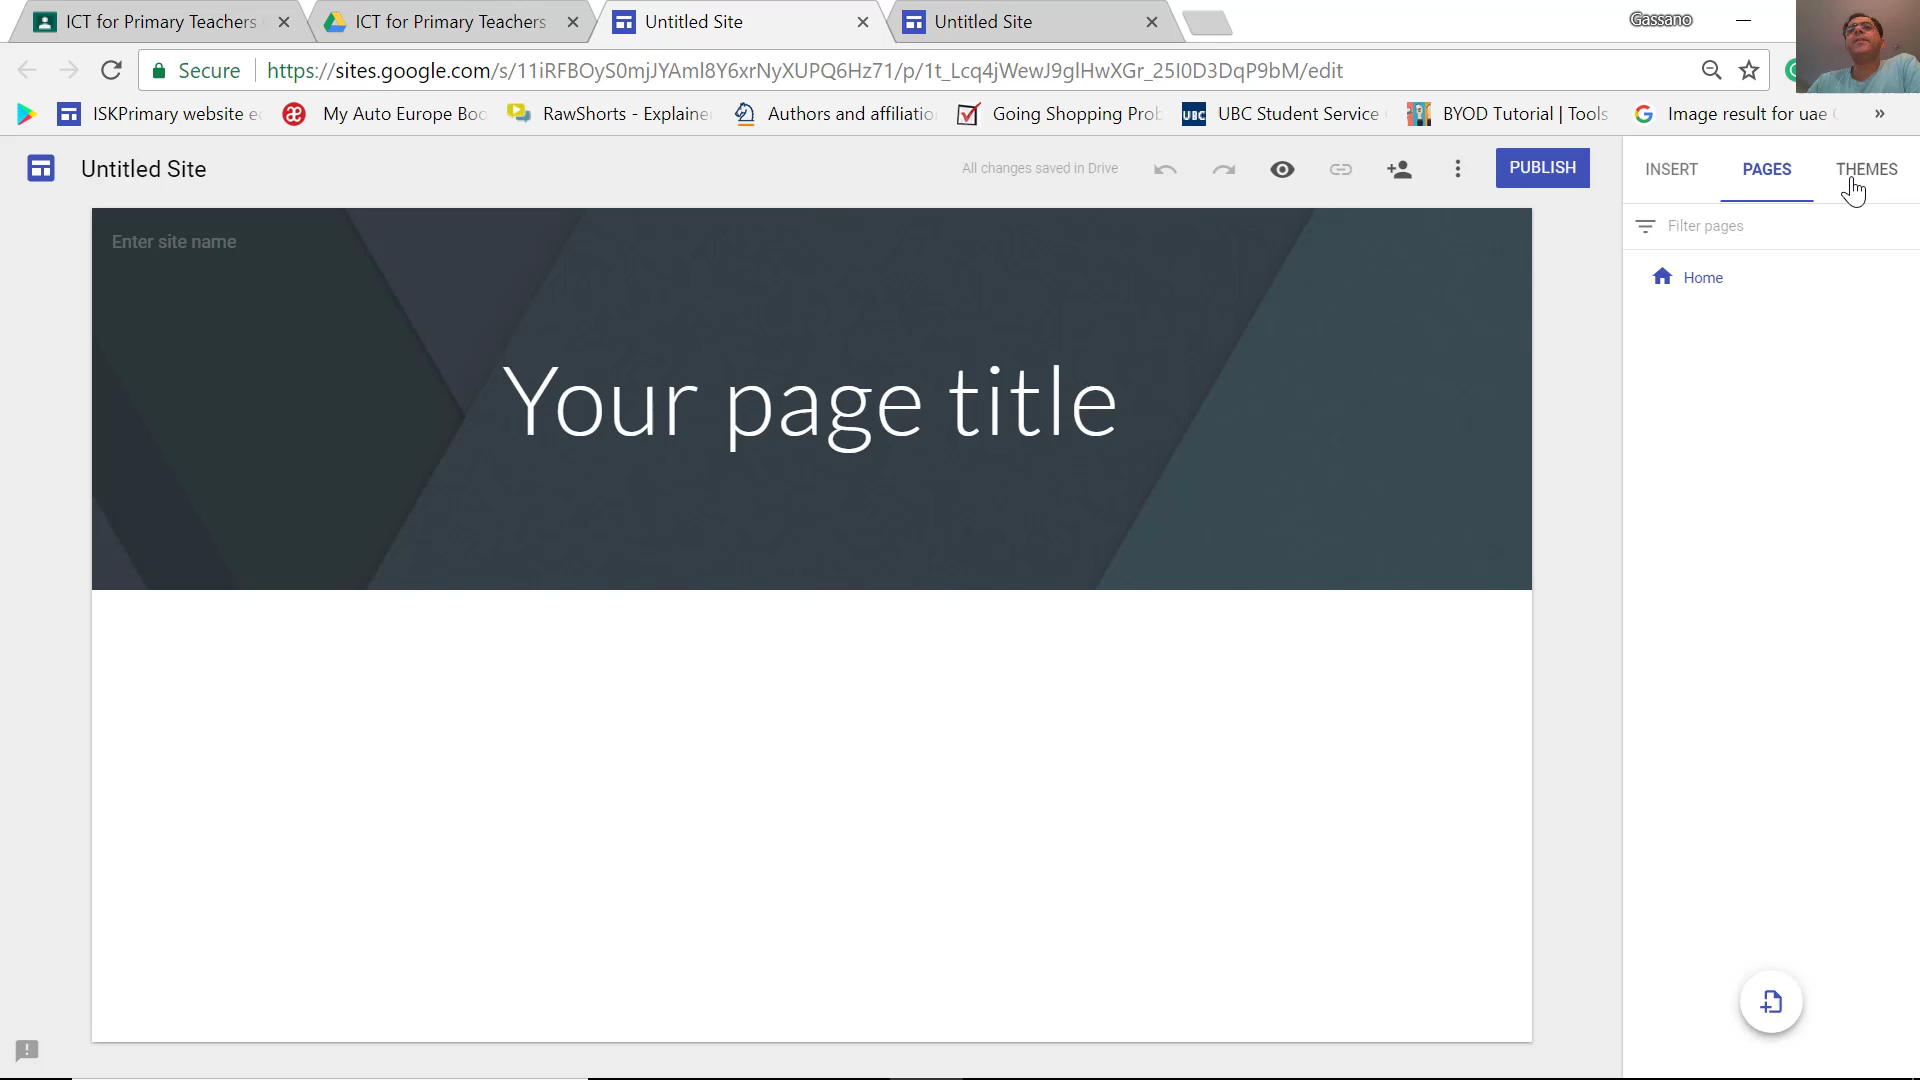 ICT for Primary Teachers
ICT for Primary Teachers
Untitled Site
Untitled Site
Gassano
Secure
https://sites.google.com/s/11iRFBOyS0mjJYAml8Y6xrNyXUPQ6Hz71/p/1t_Lcq4jWewJ9glHwXGr_25I0D3DqP9bM/edit
ISKPrimary website e
My Auto Europe Boo
RawShorts - Explaine
Authors and affiliatio
UBC
Going Shopping Prob
UBC Student Service
BYOD Tutorial | Tools
Image result for uae
»
Untitled Site
All changes saved in Drive
PUBLISH
INSERT
PAGES
THEMES
Enter site name
Filter pages
Home
Your page title